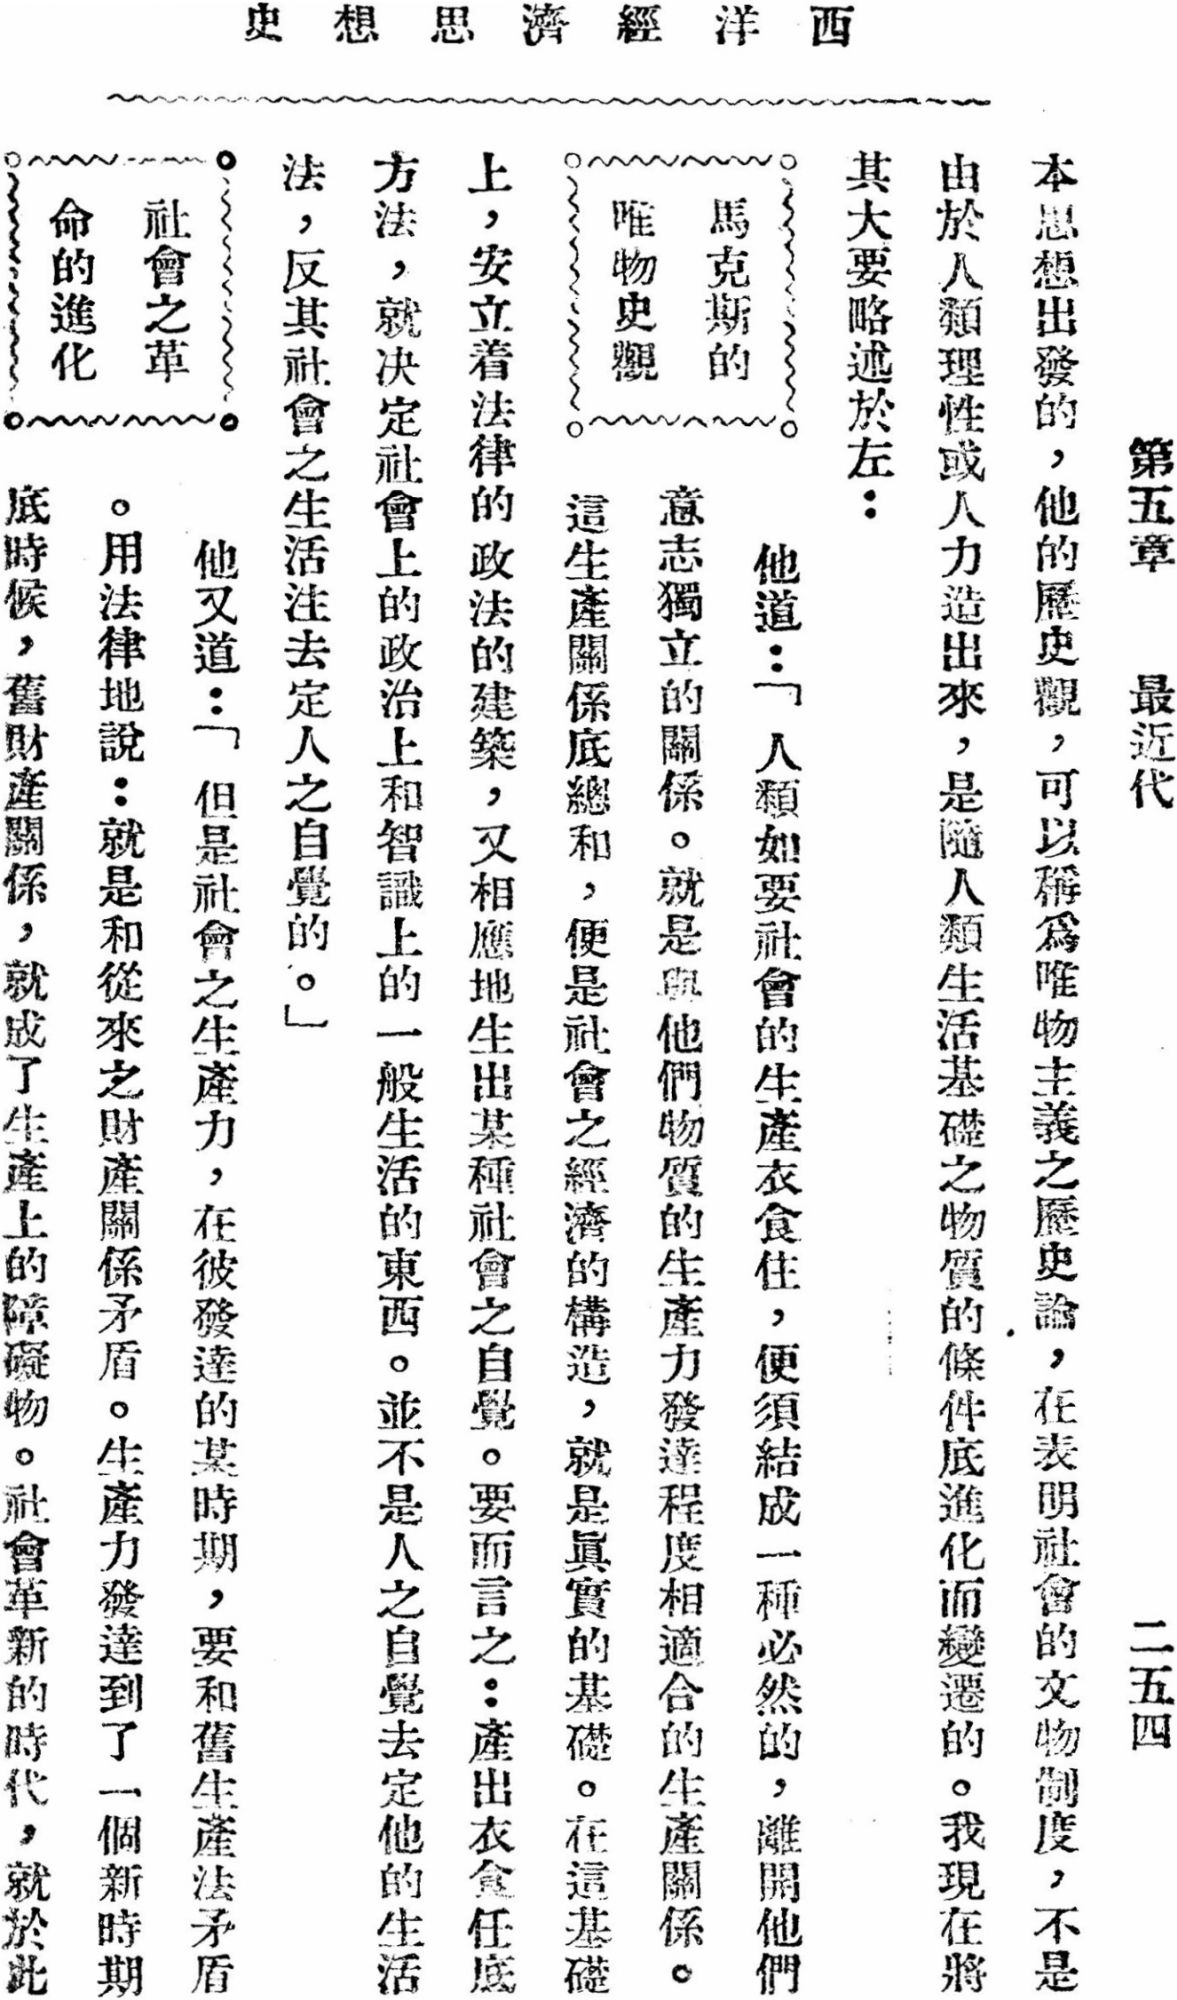 西洋經濟思想史
第五章　最近代　二五四
本思想出發的，他的歷史觀，可以稱爲唯物主義之歷史論，在表明社會的文物制度，不是
由於人類理性或人力造出來，是隨人類生活基礎之物質的條件底進化而變遷的。我現在將
其大要略述於左：
馬克斯的
唯物史觀
他道：「人類如要社會的生產衣食住，便須結成一種必然的，離開他們
意志獨立的關係。就是與他們物質的生產力發達程度相適合的生產關係。
這生產關係底總和，便是社會之經濟的構造，就是眞實的基礎。在這基礎
上，安立着法律的政法的建築，又相應地生出某種社會之自覺。要而言之：產出衣食任底
方法，就决定社會上的政治上和智識上的一般生活的東西。並不是人之自覺去定他的生活
法，反其社會之生活注去定人之自覺的。」
社會之革
命的進化
他又道：「但是社會之生產力，在彼發達的某時期，要和舊生產法矛盾
。用法律地說：就是和從來之財產關係矛盾。生產力發達到了一個新時期
底時候，舊財產關係，就成了生產上的障礙物。社會革新的時代，就於此